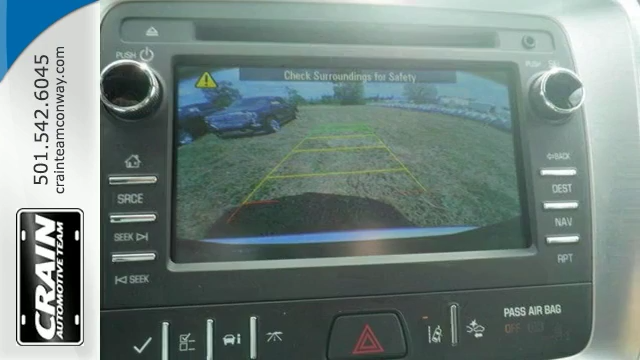 501.542.6045
crainteamconway.com
CRAIN
AUTOMOTIVE TEAM
PUSH
PUSH
Check Surroundings for Safety
SRCE
SEEK
SEEK
BACK
DEST
NAV
RPT
PASS AIR BAG
OFF